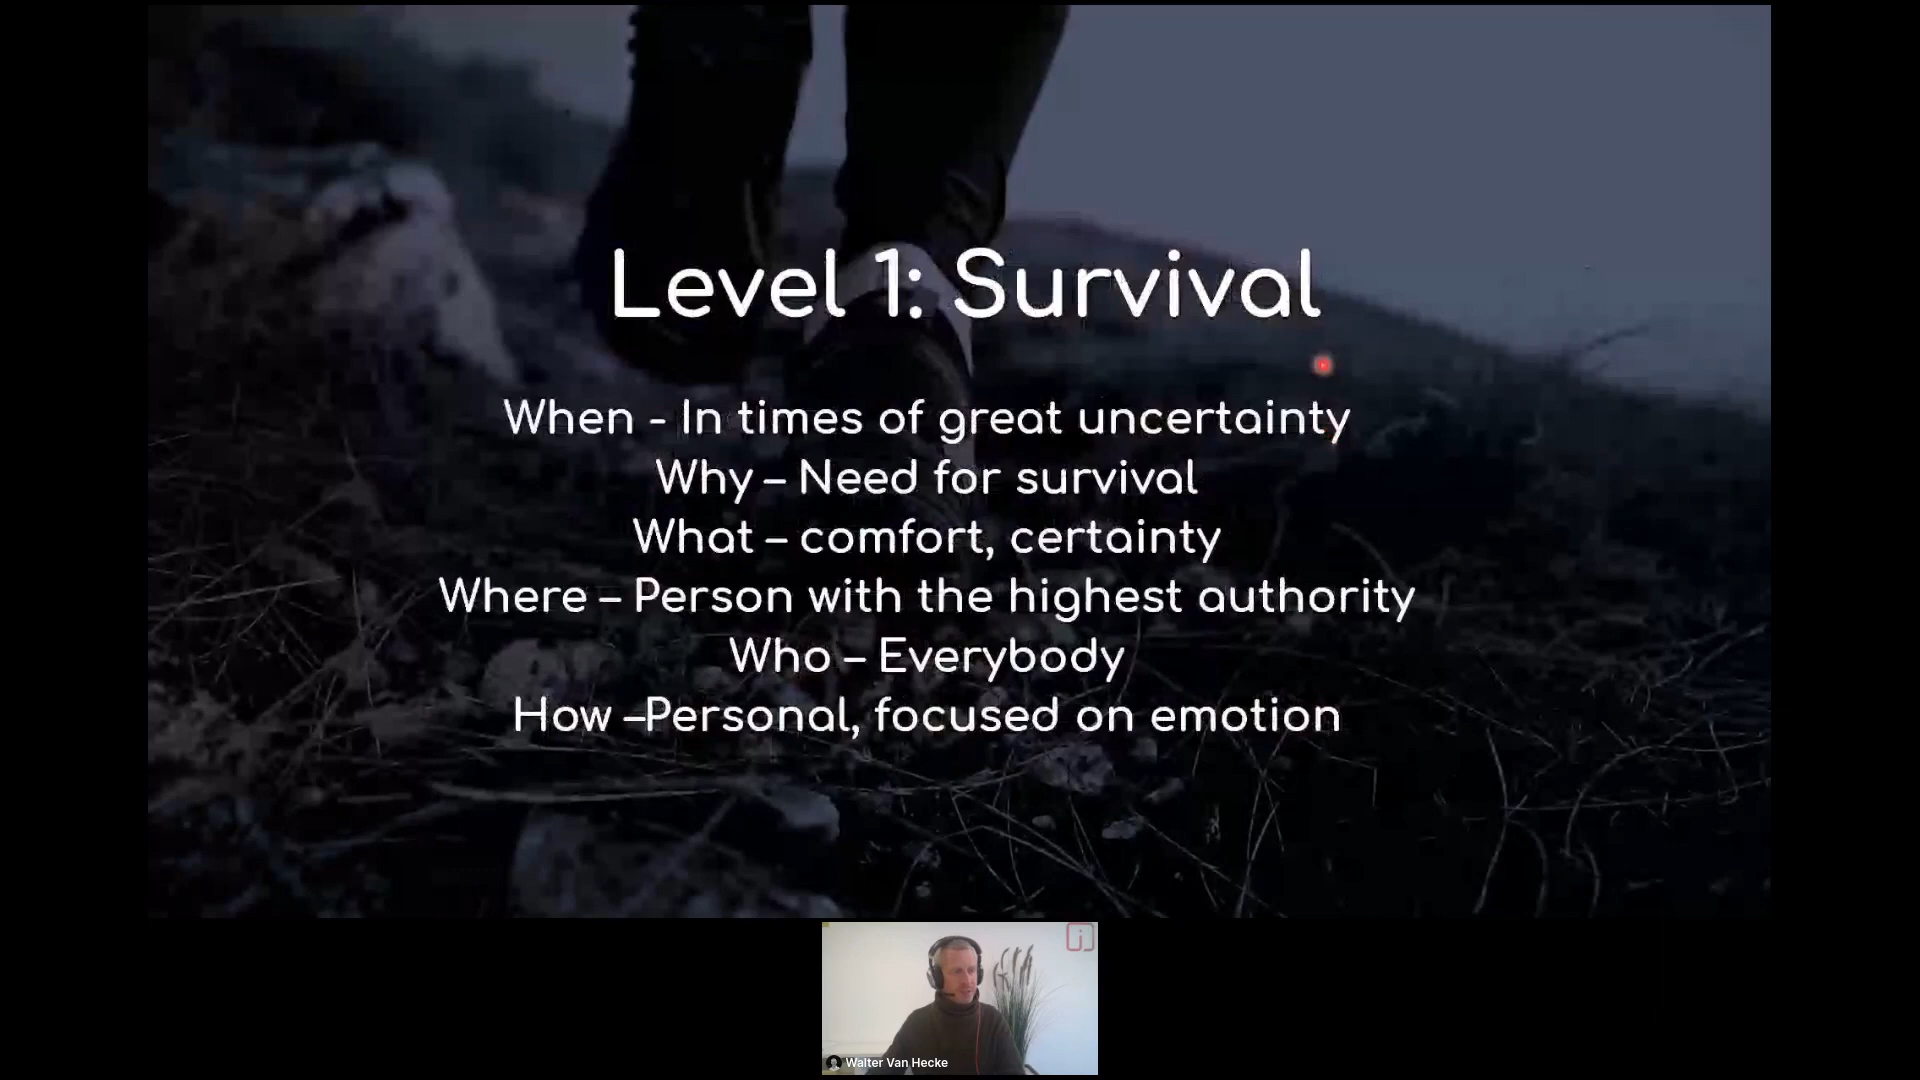 Level 1: Survival
When - In times of great uncertainty
Why – Need for survival
What – comfort, certainty
Where – Person with the highest authority
Who – Everybody
How –Personal, focused on emotion
Walter Van Hecke